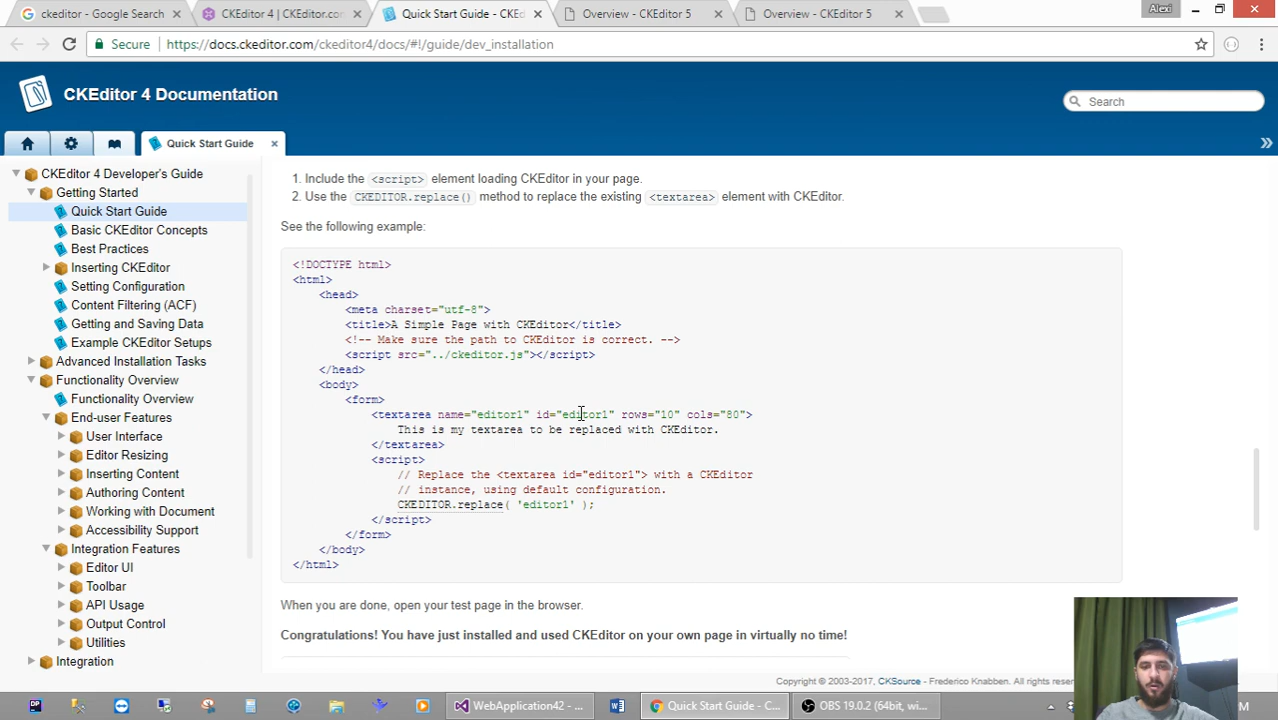 ckeditor - Google Search
CKEditor 4 | CKEditor.con
Quick Start Guide – CKEd
Overview - CKEditor 5
Overview - CKEditor 5
Alexi
Secure
https://docs.ckeditor.com/ckeditor4/docs/#!/guide/dev_installation
CKEditor 4 Documentation
Search
Quick Start Guide
CKEditor 4 Developer's Guide
Getting Started
Quick Start Guide
Basic CKEditor Concepts
Best Practices
Inserting CKEditor
Setting Configuration
Content Filtering (ACF)
Getting and Saving Data
Example CKEditor Setups
Advanced Installation Tasks
Functionality Overview
Functionality Overview
End-user Features
User Interface
Editor Resizing
Inserting Content
Authoring Content
Working with Document
Accessibility Support
Integration Features
Editor UI
Toolbar
API Usage
Output Control
Utilities
Integration
1. Include the <script> element loading CKEditor in your page.
2. Use the CKEDITOR.replace() method to replace the existing <textarea> element with CKEditor.
See the following example:
<!DOCTYPE html>
<html>
<head>
<meta charset="utf-8">
<title>A Simple Page with CKEditor</title>
<!-- Make sure the path to CKEditor is correct. -->
<script src="../ckeditor.js"></script>
</head>
<body>
<form>
<textarea name="editor1" id="editor1" rows="10" cols="80">
This is my textarea to be replaced with CKEditor.
</textarea>
<script>
// Replace the <textarea id="editor1"> with a CKEditor
// instance, using default configuration.
CKEDITOR.replace( 'editor1' );
</script>
</form>
</body>
</html>
When you are done, open your test page in the browser.
Congratulations! You have just installed and used CKEditor on your own page in virtually no time!
Copyright © 2003-2017, CKSource - Frederico Knabben. All rights rese
WebApplication42 - ...
Quick Start Guide - C...
OBS 19.0.2 (64bit, wi...